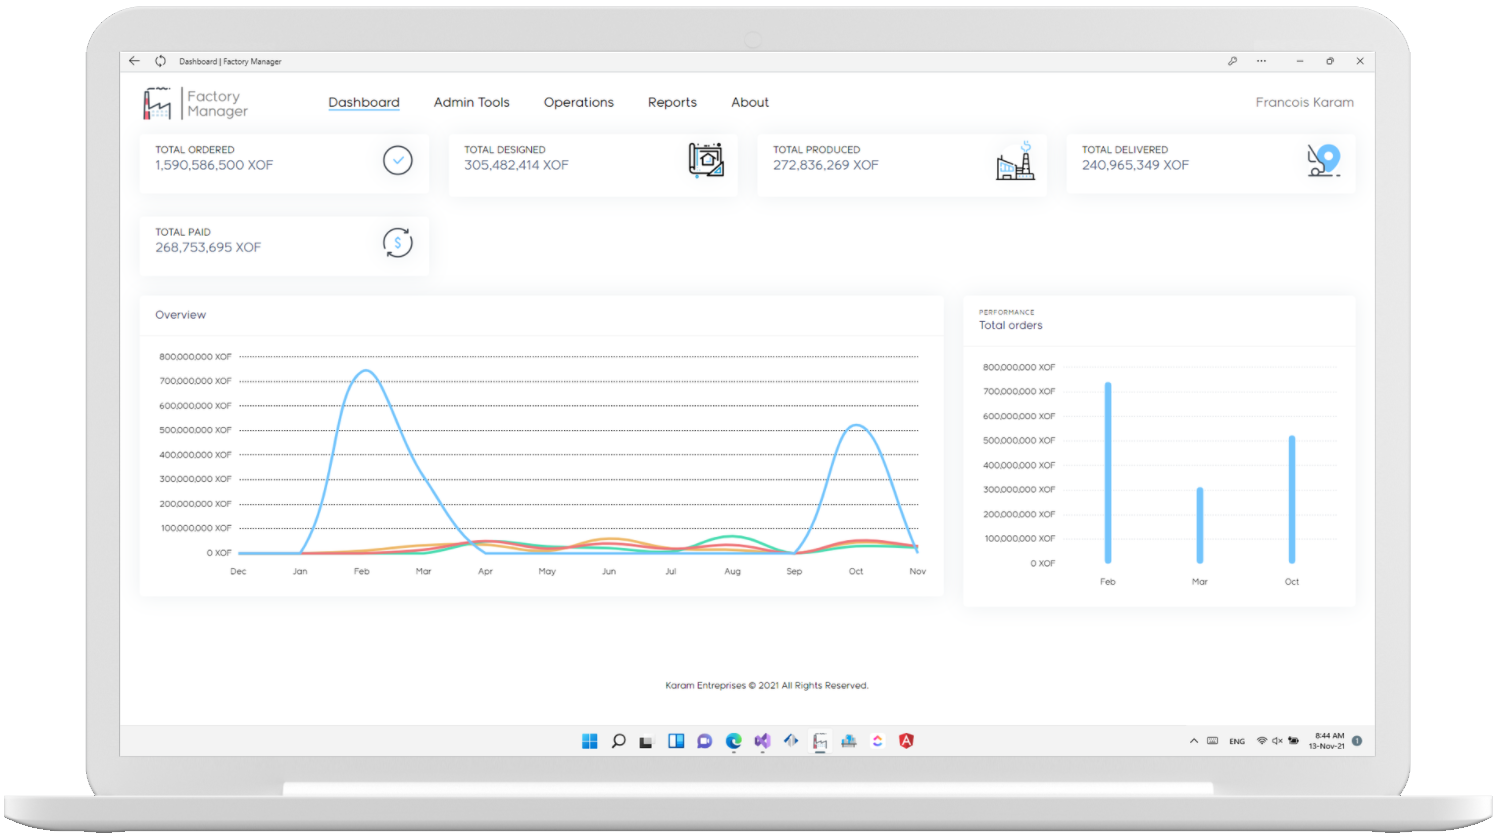 Dashboard | Factory Manager
Factory
Manager
Dashboard
Admin Tools
Operations
Reports
About
Francois Karam
TOTAL ORDERED
1,590,586,500 XOF
TOTAL DESIGNED
305,482,414 XOF
TOTAL PRODUCED
272,836,269 XOF
TOTAL DELIVERED
240,965,349 XOF
TOTAL PAID
268,753,695 XOF
$
Overview
800,000,000 XOF
700,000,000 XOF
600,000,000 XOF
500,000,000 XOF
400,000,000 XOF
300,000,000 XOF
200,000,000 XOF
100,000,000 XOF
0 XOF
Dec Jan Feb Mar Apr May Jun Jul Aug Sep Oct Nov
PERFORMANCE
Total orders
800,000,000 XOF
700,000,000 XOF
600,000,000 XOF
500,000,000 XOF
400,000,000 XOF
300,000,000 XOF
200,000,000 XOF
100,000,000 XOF
0 XOF
Feb Mar Oct
Karam Entreprises © 2021 All Rights Reserved.
ENG
8:44 AM
13-Nov-21
1